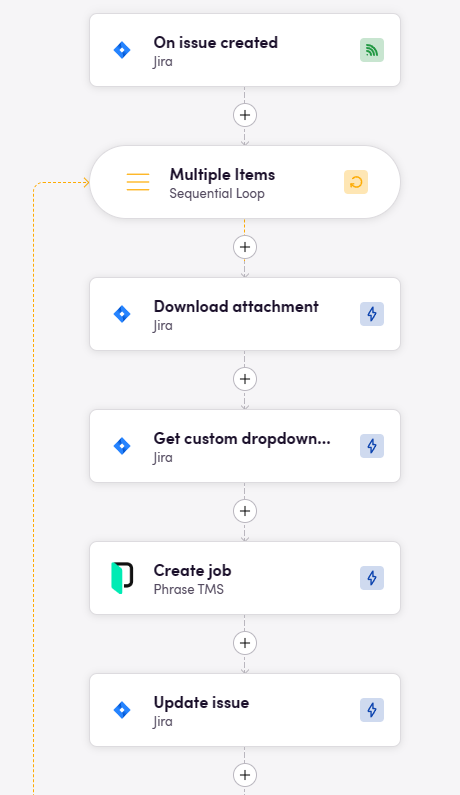 On issue created
Jira
Multiple Items
Sequential Loop
Download attachment
Jira
Get custom dropdown...
Jira
Create job
Phrase TMS
Update issue
Jira